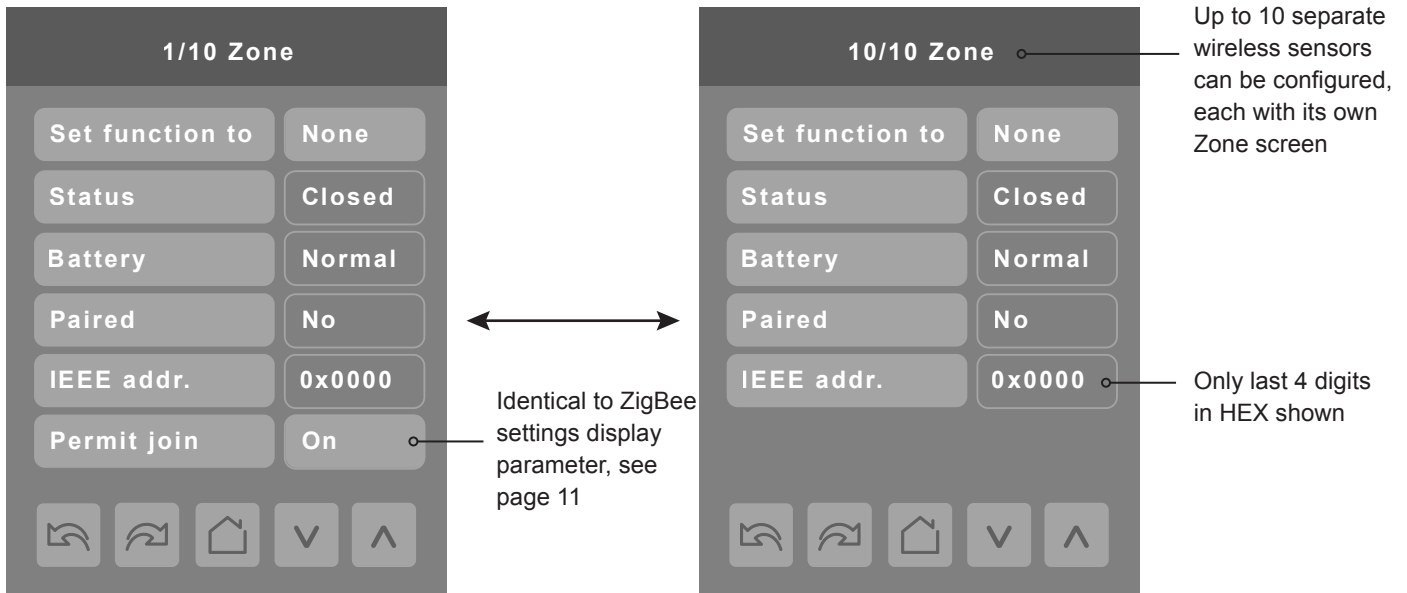 1/10 Zone
Set function to None
Status Closed
Battery Normal
Paired No
IEEE addr. 0x0000
Permit join On
Identical to ZigBee
settings display
parameter, see
page 11
10/10 Zone
Set function to None
Status Closed
Battery Normal
Paired No
IEEE addr. 0x0000
Up to 10 separate
wireless sensors
can be configured,
each with its own
Zone screen
Only last 4 digits
in HEX shown